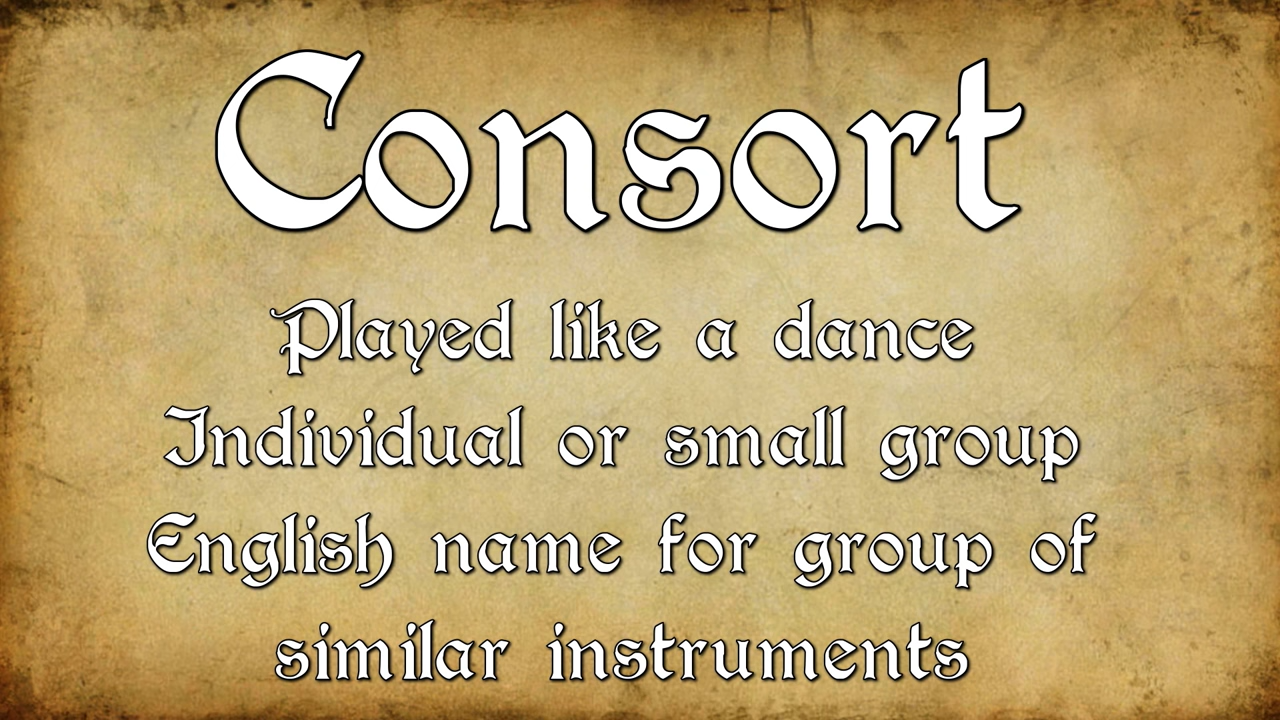 Consort
Played like a dance
Individual or small group
English name for group of
similar instruments